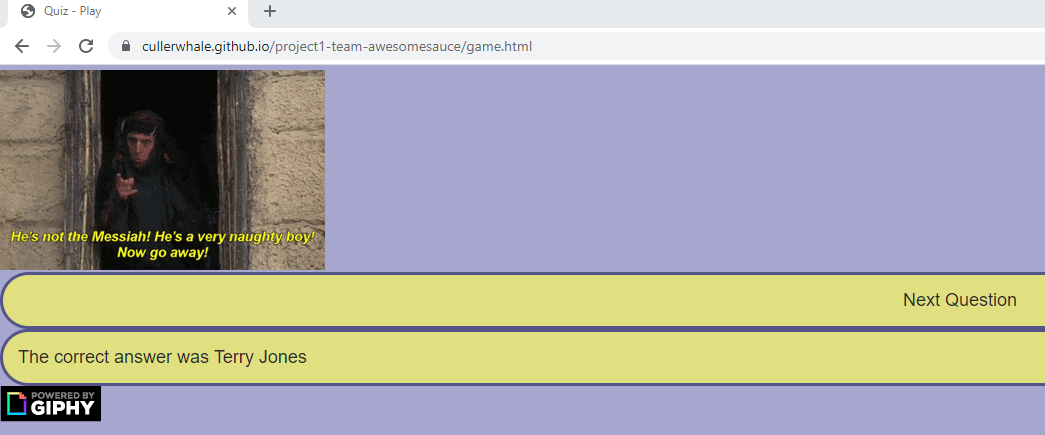 Quiz - Play
cullerwhale.github.io/project1-team-awesomesauce/game.html
He's not the Messiah! He's a very naughty boy!
Now go away!
Next Question
The correct answer was Terry Jones
POWERED BY
GIPHY